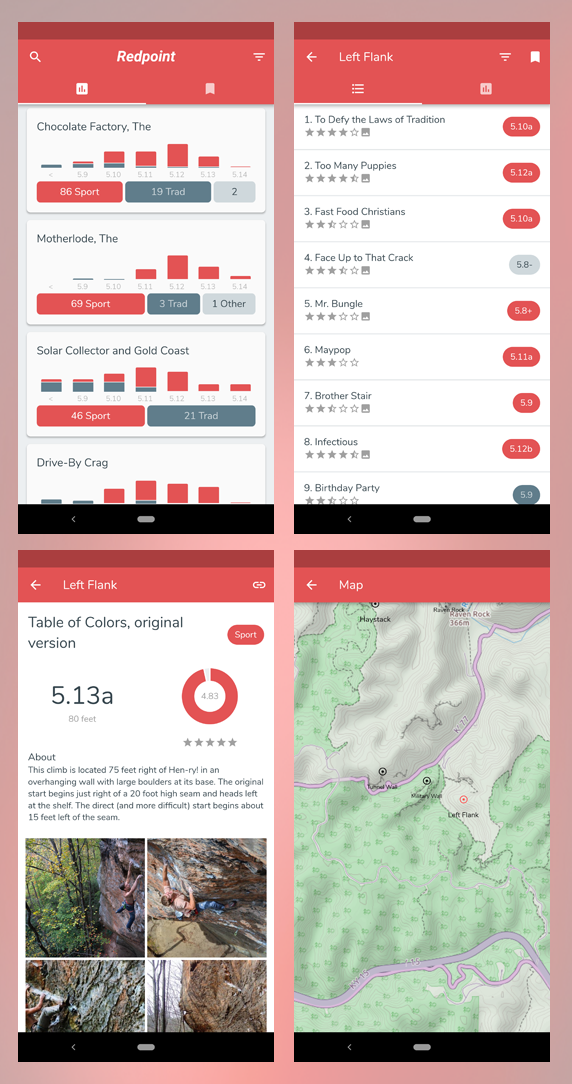 Redpoint
Chocolate Factory, The
< 5.9 5.10 5.11 5.12 5.13 5.14
86 Sport 19 Trad 2
Motherlode, The
< 5.9 5.10 5.11 5.12 5.13 5.14
69 Sport 3 Trad 1 Other
Solar Collector and Gold Coast
< 5.9 5.10 5.11 5.12 5.13 5.14
46 Sport 21 Trad
Drive-By Crag
Left Flank
1. To Defy the Laws of Tradition
5.10a
2. Too Many Puppies
5.12a
3. Fast Food Christians
5.10a
4. Face Up to That Crack
5.8-
5. Mr. Bungle
5.8+
6. Maypop
5.11a
7. Brother Stair
5.9
8. Infectious
5.12b
9. Birthday Party
5.9
Left Flank
Table of Colors, original
version
Sport
5.13a
80 feet
4.83
About
This climb is located 75 feet right of Hen-ry! in an
overhanging wall with large boulders at its base. The original
start begins just right of a 20 foot high seam and heads left
at the shelf. The direct (and more difficult) start begins about
15 feet left of the seam.
Map
Raven Rock
Raven Rock
366m
Haystack
Tunnel Wall
Military Wall
Left Flank